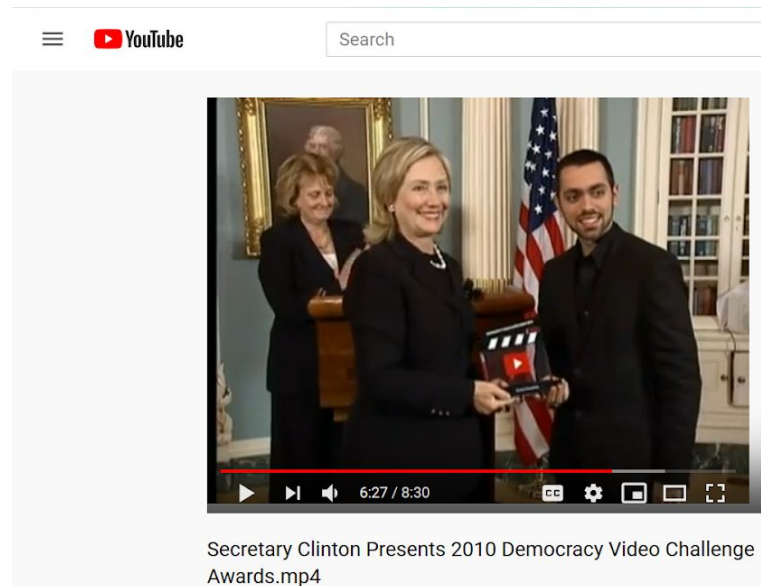 YouTube
Search
6:27 / 8:30
CC
Secretary Clinton Presents 2010 Democracy Video Challenge
Awards.mp4